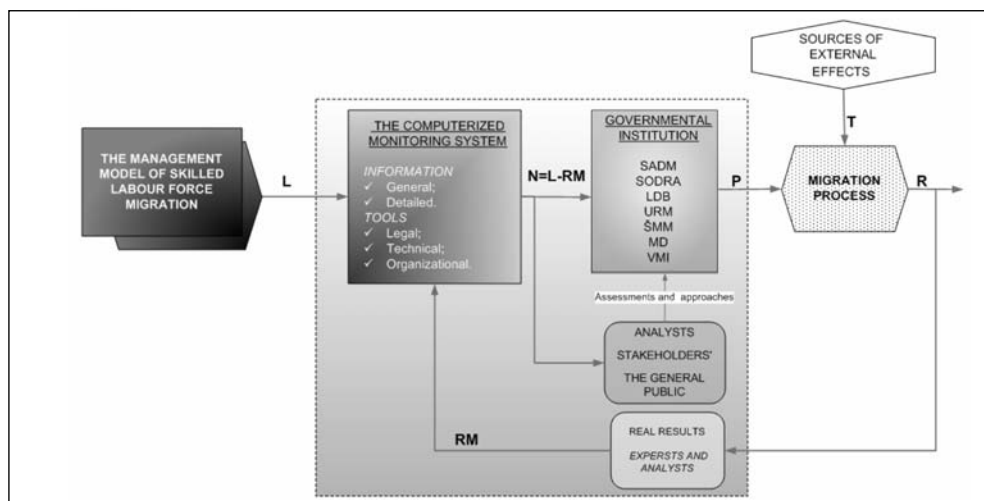 SOURCES OF
EXTERNAL
EFFECTS
T
THE MANAGEMENT
MODEL OF SKILLED
LABOUR FORCE
MIGRATION
L
THE COMPUTERIZED
MONITORING SYSTEM
INFORMATION
✓ General;
✓ Detailed.
TOOLS
✓ Legal;
✓ Technical;
✓ Organizational.
N=L-RM
GOVERNMENTAL
INSTITUTION
SADM
SODRA
LDB
URM
ŠMM
MD
VMI
P
MIGRATION
PROCESS
R
Assessments and approaches
ANALYSTS
STAKEHOLDERS'
THE GENERAL
PUBLIC
RM
REAL RESULTS
EXPERSTS AND
ANALYSTS